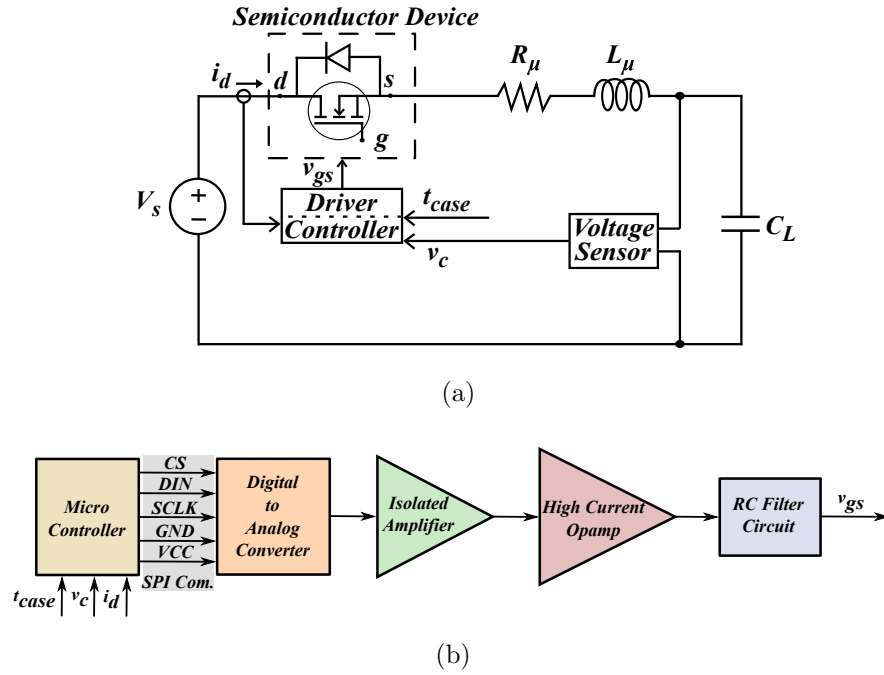 Semiconductor Device
i_d
d
s
g
R_μ
L_μ
v_gs
V_s
+
−
Driver
Controller
t_case
v_c
Voltage
Sensor
C_L
(a)
Micro
Controller
CS
DIN
SCLK
GND
VCC
SPI Com.
t_case
v_c
i_d
Digital
to
Analog
Converter
Isolated
Amplifier
High Current
Opamp
RC Filter
Circuit
v_gs
(b)